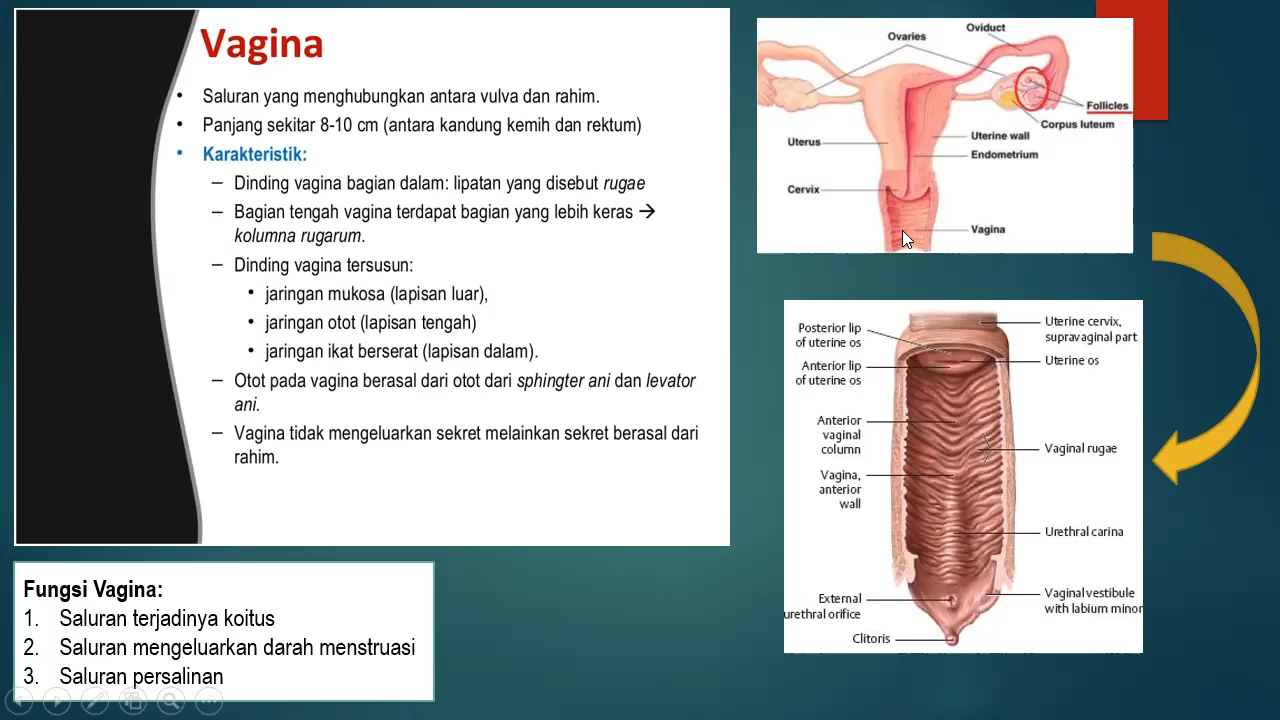 Vagina
• Saluran yang menghubungkan antara vulva dan rahim.
• Panjang sekitar 8-10 cm (antara kandung kemih dan rektum)
• Karakteristik:
– Dinding vagina bagian dalam: lipatan yang disebut rugae
– Bagian tengah vagina terdapat bagian yang lebih keras →
kolumna rugarum.
– Dinding vagina tersusun:
• jaringan mukosa (lapisan luar),
• jaringan otot (lapisan tengah)
• jaringan ikat berserat (lapisan dalam).
– Otot pada vagina berasal dari otot dari sphingter ani dan levator
ani.
– Vagina tidak mengeluarkan sekret melainkan sekret berasal dari
rahim.
Fungsi Vagina:
1. Saluran terjadinya koitus
2. Saluran mengeluarkan darah menstruasi
3. Saluran persalinan
Oviduct
Ovaries
Follicles
Corpus luteum
Uterine wall
Uterus
Endometrium
Cervix
Vagina
Posterior lip
of uterine os
Anterior lip
of uterine os
Anterior
vaginal
column
Vagina,
anterior
wall
External
urethral orifice
Clitoris
Uterine cervix,
supravaginal part
Uterine os
Vaginal rugae
Urethral carina
Vaginal vestibule
with labium minor